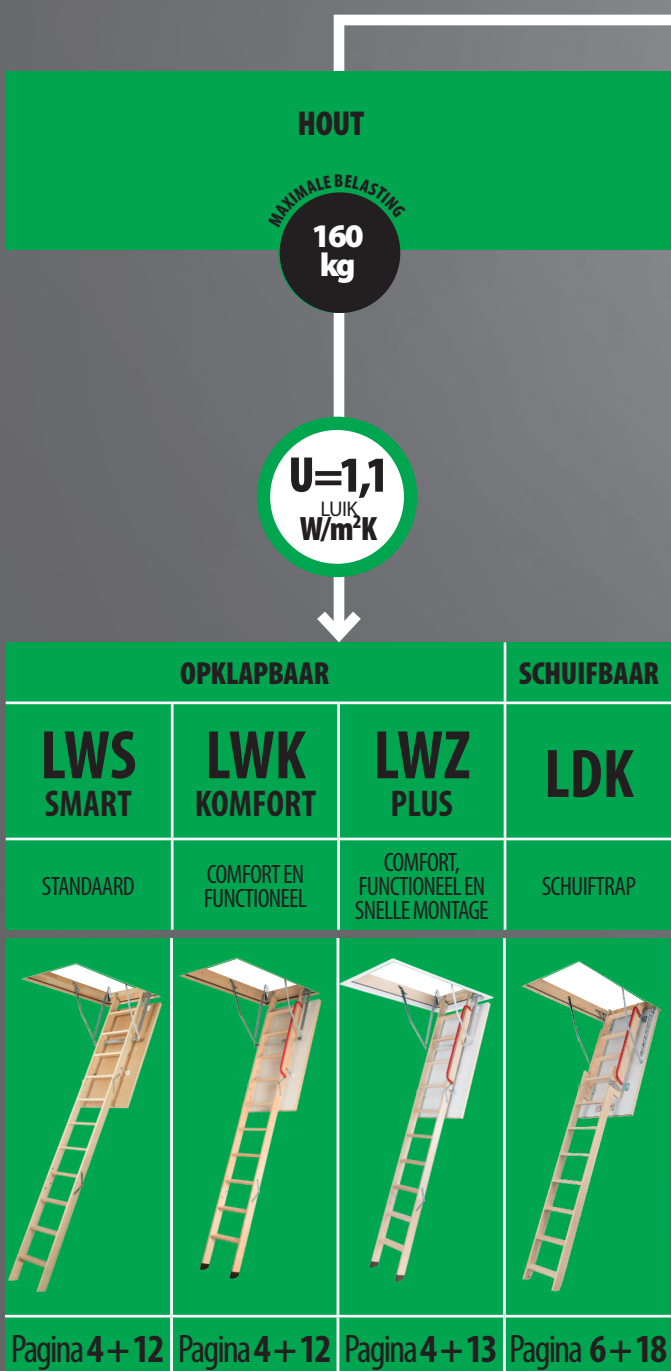 HOUT
MAXIMALE BELASTING
160
kg
U=1,1
LUIK
W/m²K
OPKLAPBAAR
SCHUIFBAAR
LWS
SMART
LWK
KOMFORT
LWZ
PLUS
LDK
STANDAARD
COMFORT EN
FUNCTIONEEL
COMFORT,
FUNCTIONEEL EN
SNELLE MONTAGE
SCHUIFTRAP
Pagina 4+12
Pagina 4+12
Pagina 4+13
Pagina 6+18